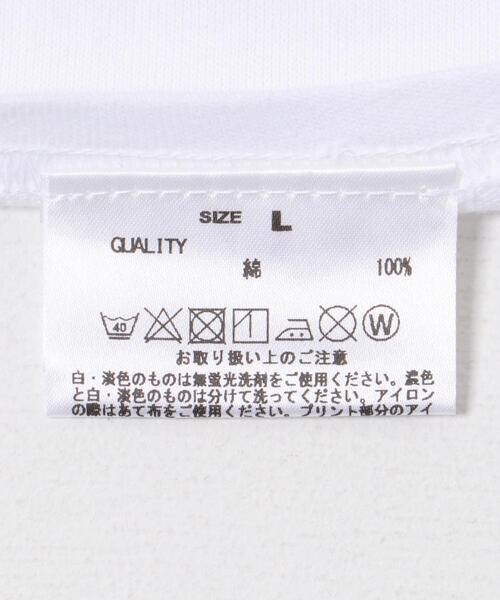 SIZE L
QUALITY
綿 100%
40 W
お取り扱い上のご注意
白・淡色のものは無蛍光洗剤をご使用ください。濃色
と白・淡色のものは分けて洗ってください。アイロン
の際はあて布をご使用ください。プリント部分のアイ